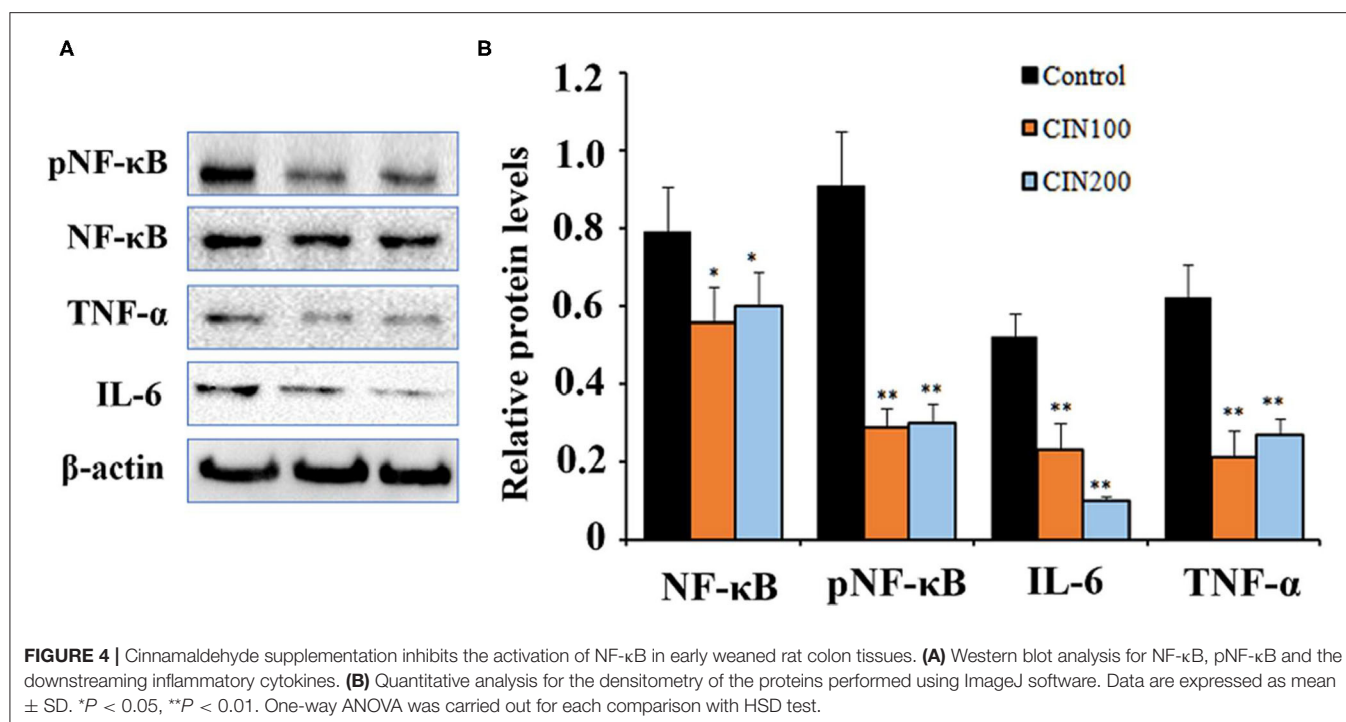 A
pNF-κB
NF-κB
TNF-α
IL-6
β-actin
B
Relative protein levels
1.2
1.0
0.8
0.6
0.4
0.2
0
Control
CIN100
CIN200
* *
** **
** **
** **
NF-κB pNF-κB IL-6 TNF-α
FIGURE 4 | Cinnamaldehyde supplementation inhibits the activation of NF-κB in early weaned rat colon tissues. (A) Western blot analysis for NF-κB, pNF-κB and the
downstreaming inflammatory cytokines. (B) Quantitative analysis for the densitometry of the proteins performed using ImageJ software. Data are expressed as mean
± SD. *P < 0.05, **P < 0.01. One-way ANOVA was carried out for each comparison with HSD test.